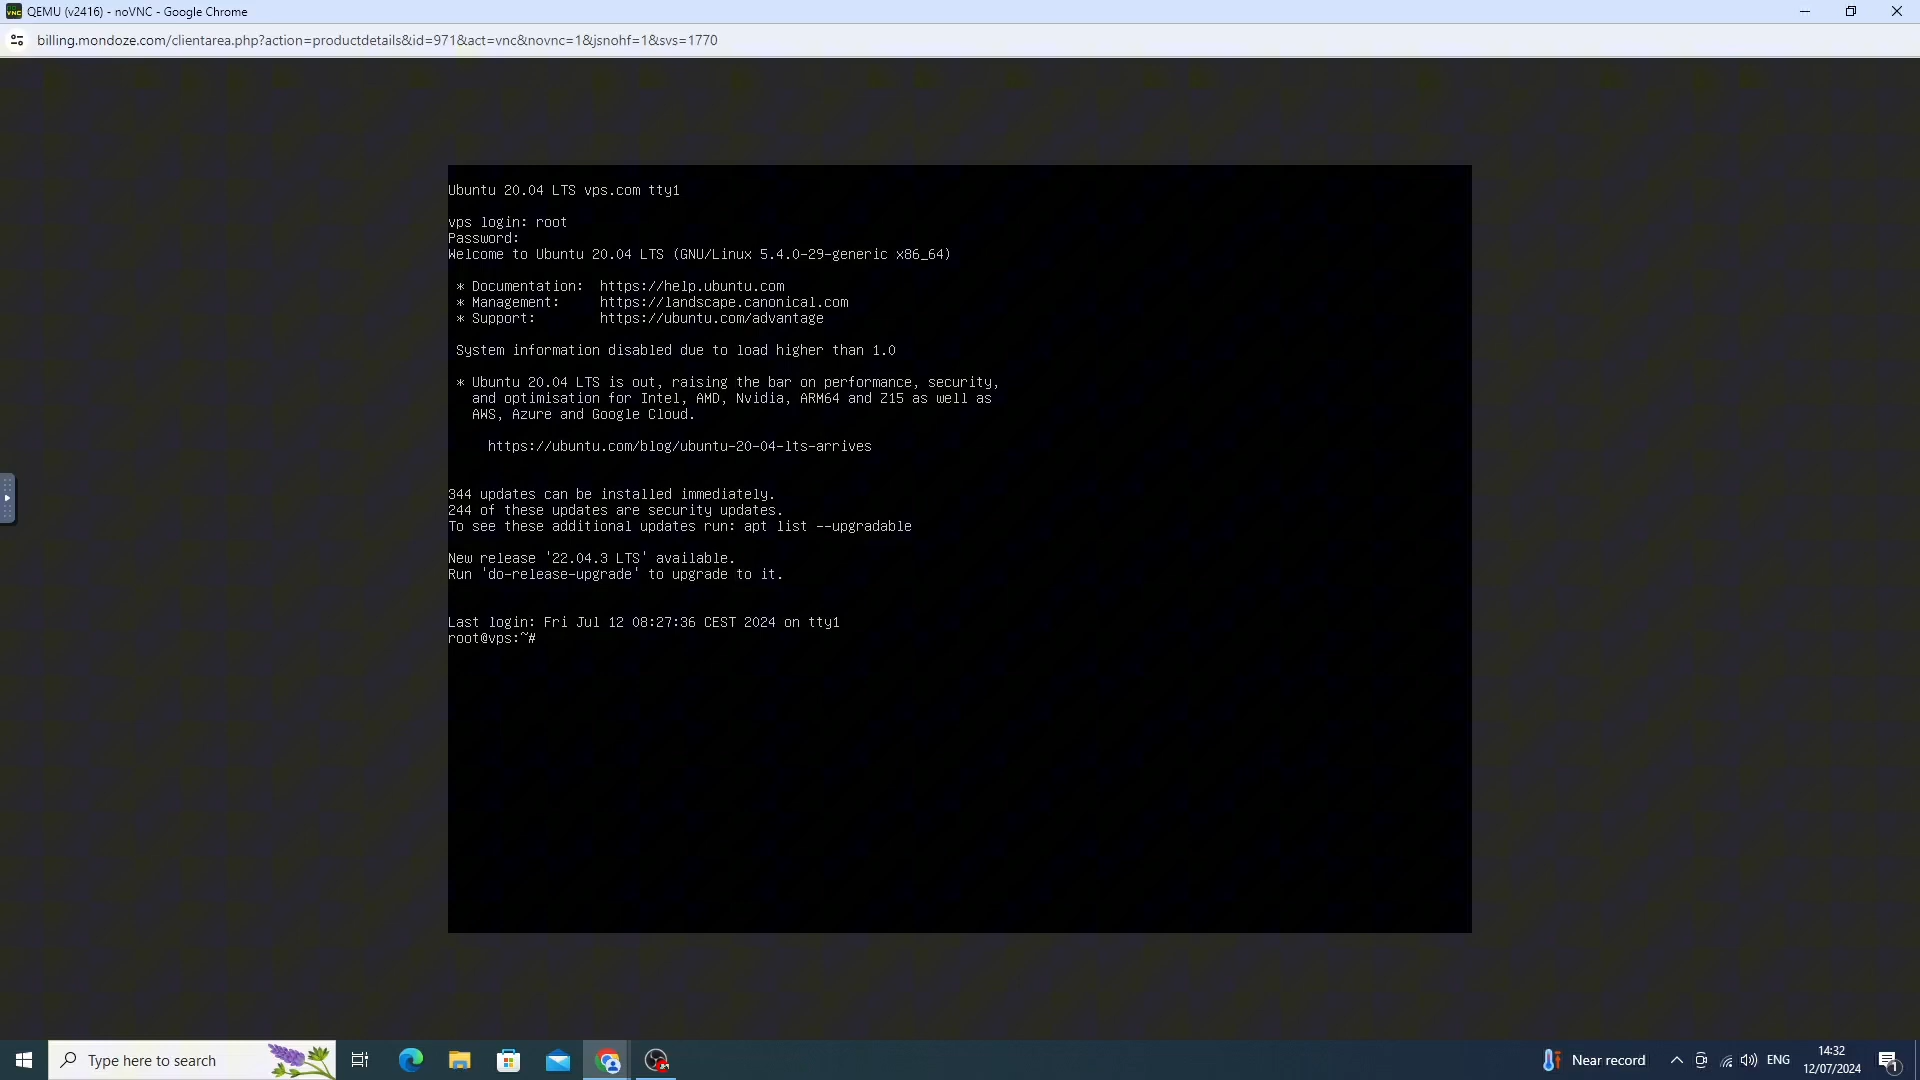 QEMU (v2416) - noVNC - Google Chrome
billing.mondoze.com/clientarea.php?action=productdetails&id=971&act=vnc&novnc=1&jsnohf=1&svs=1770
Ubuntu 20.04 LTS vps.com tty1
vps login: root
Password:
Welcome to Ubuntu 20.04 LTS (GNU/Linux 5.4.0-29-generic x86_64)
* Documentation:  https://help.ubuntu.com
* Management:     https://landscape.canonical.com
* Support:        https://ubuntu.com/advantage
System information disabled due to load higher than 1.0
* Ubuntu 20.04 LTS is out, raising the bar on performance, security,
and optimisation for Intel, AMD, Nvidia, ARM64 and Z15 as well as
AWS, Azure and Google Cloud.
https://ubuntu.com/blog/ubuntu-20-04-lts-arrives
344 updates can be installed immediately.
244 of these updates are security updates.
To see these additional updates run: apt list --upgradable
New release '22.04.3 LTS' available.
Run 'do-release-upgrade' to upgrade to it.
Last login: Fri Jul 12 08:27:36 CEST 2024 on tty1
root@vps:~#
Type here to search
Near record
ENG
14:32
12/07/2024
1